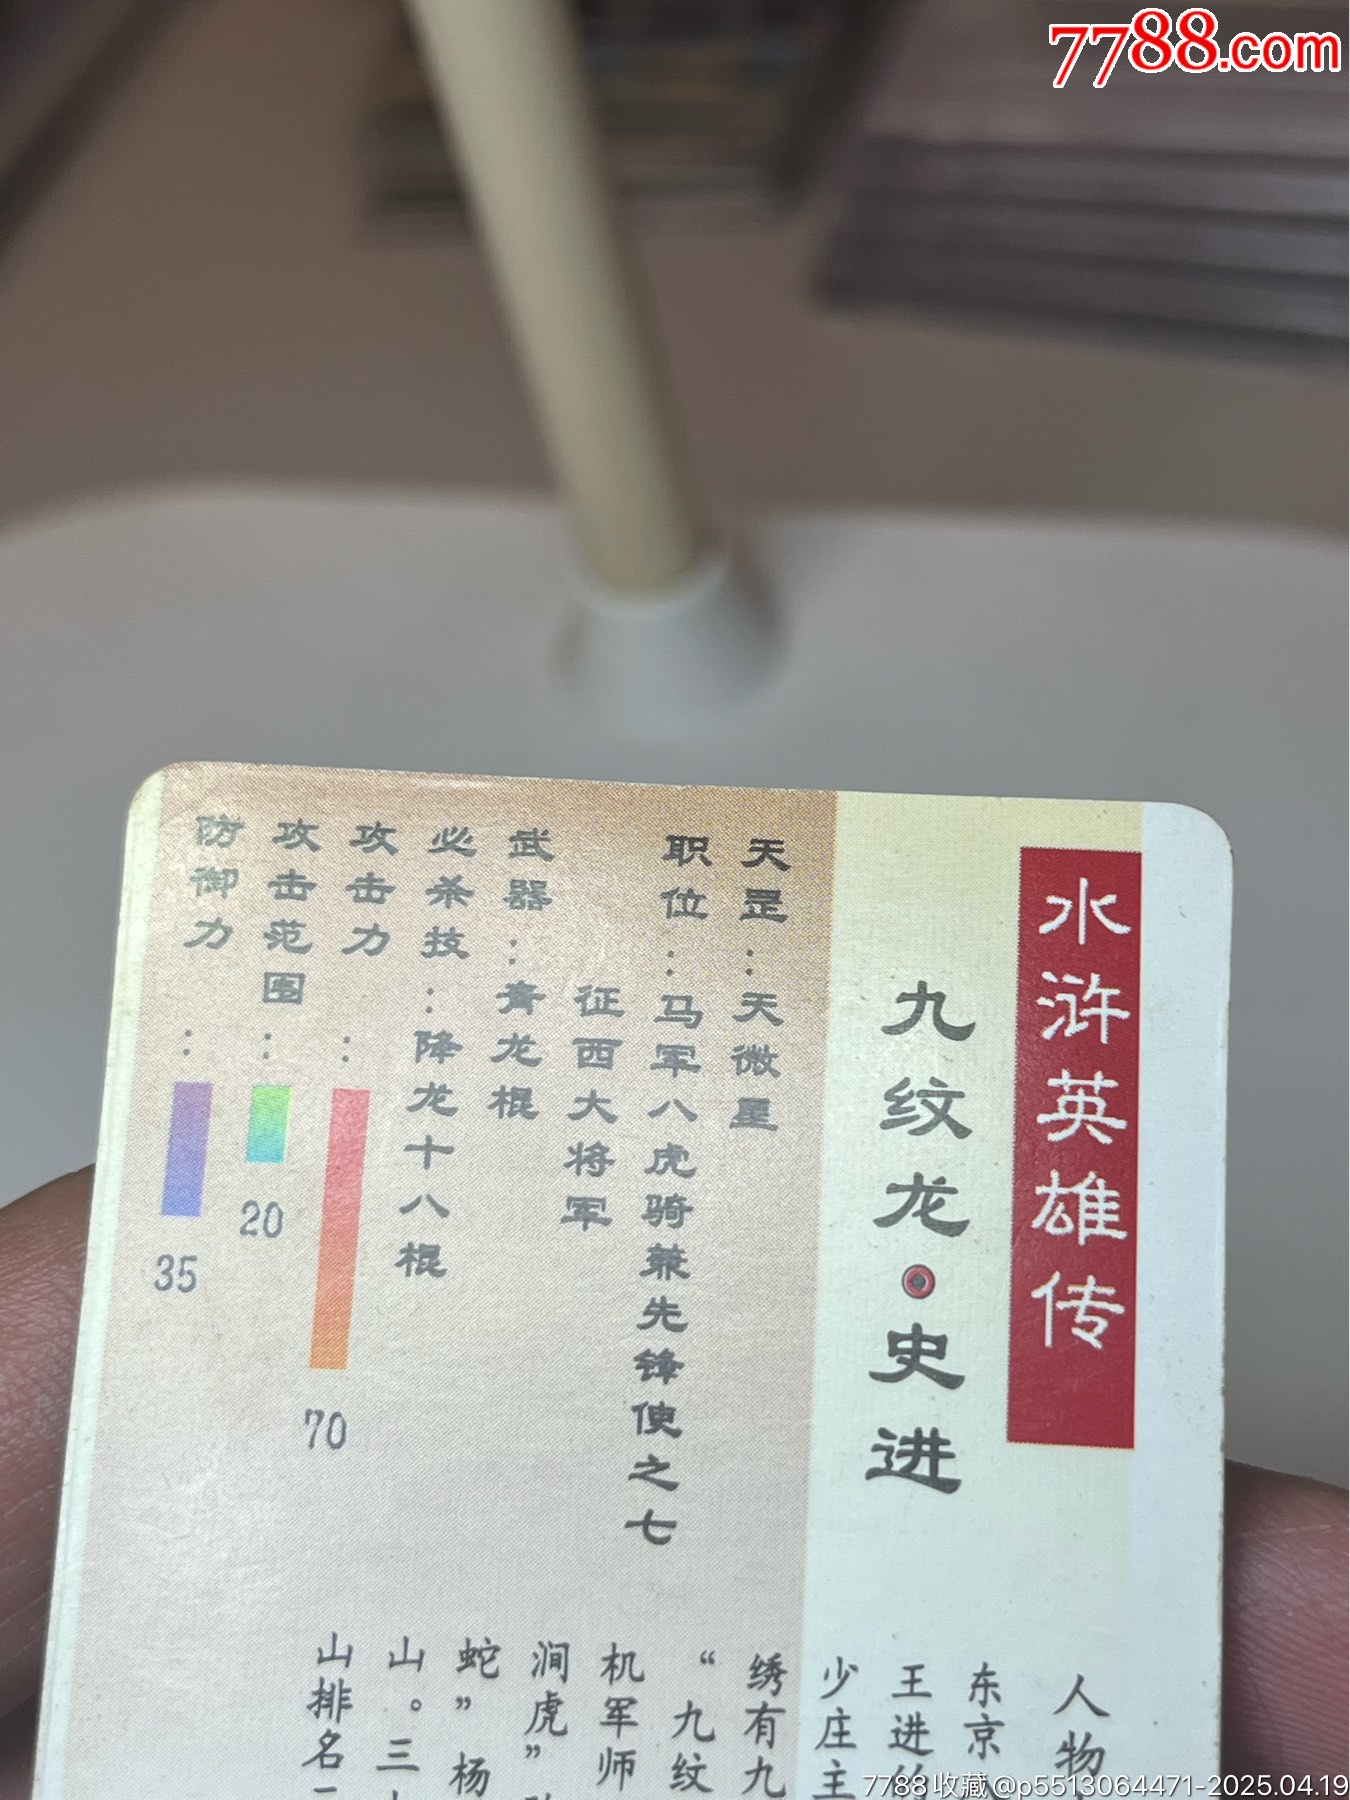 7788.com
水浒英雄传
九纹龙·史进
天罡:天微星
职位:马军八虎骑兼先锋使之七
征西大将军
武器:青龙棍
必杀技:降龙十八棍
攻击力: 70
攻击范围: 20
防御力: 35
人物
东京
王进的
少庄主
绣有九
“九纹
机军师
涧虎”
蛇”杨
山。三
山排名
7788收藏@p5513064471-2025.04.19